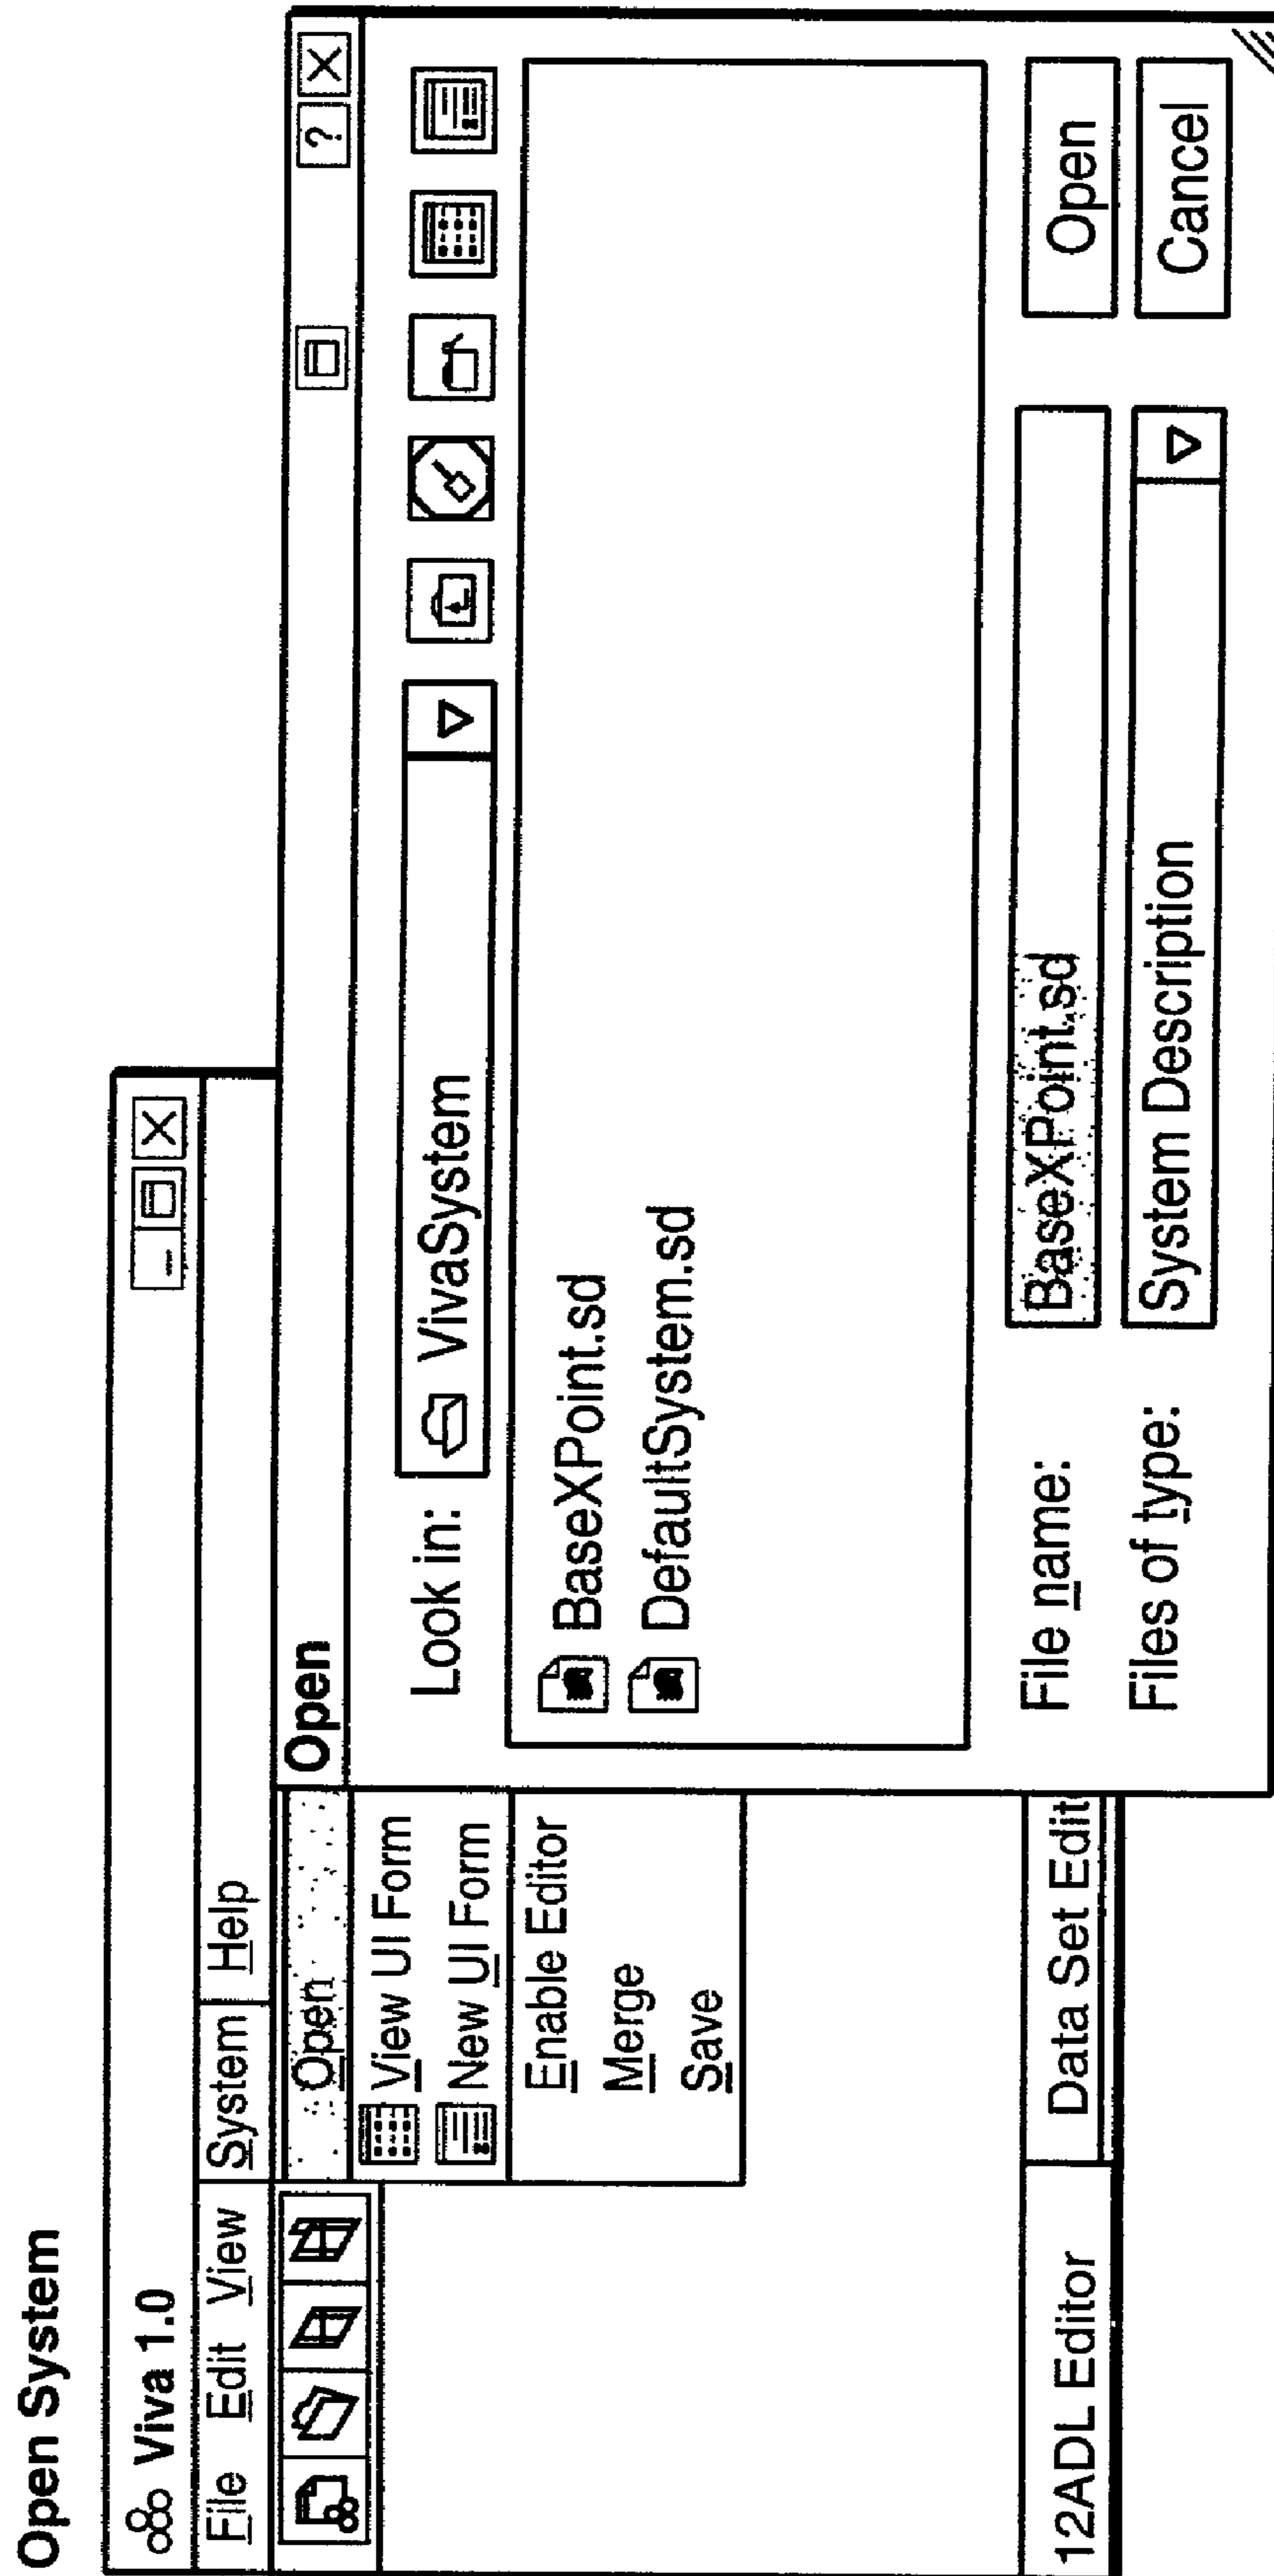 Open System
Viva 1.0
File Edit View System Help
Open
View UI Form
New UI Form
Enable Editor
Merge
Save
12ADL Editor
Data Set Edit
Open
?
Look in: VivaSystem
BaseXPoint.sd
DefaultSystem.sd
File name: BaseXPoint.sd
Open
Files of type: System Description
Cancel